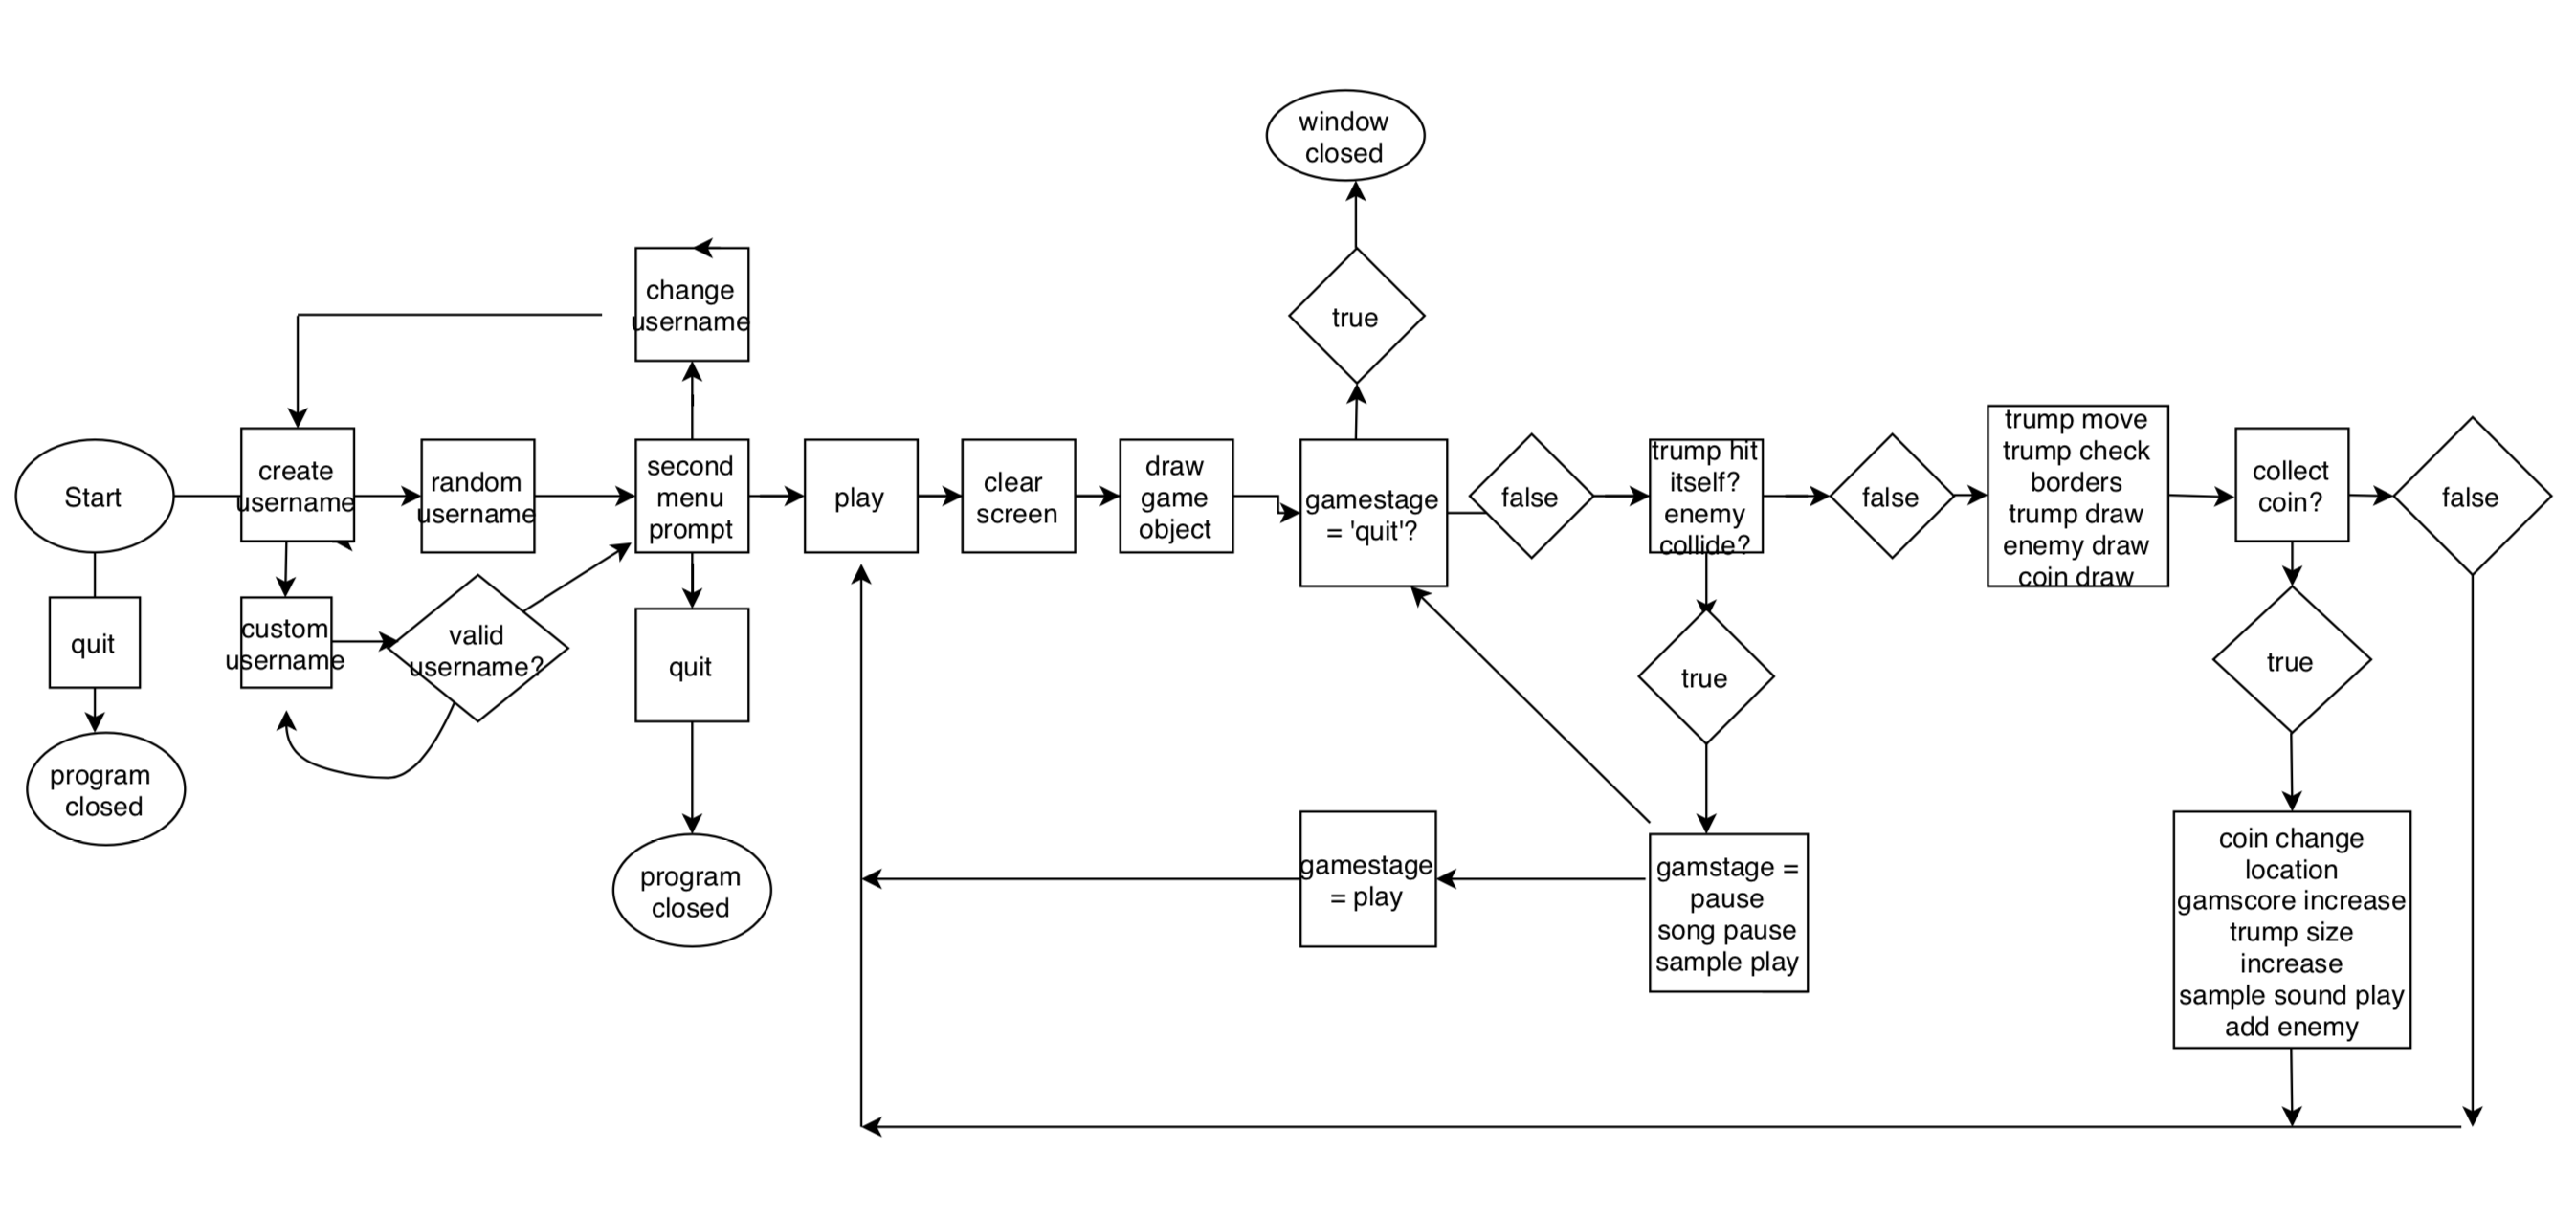 window
closed
true
change
username
Start
create
username
random
username
second
menu
prompt
play
clear
screen
draw
game
object
gamestage
= 'quit'?
false
trump hit
itself?
enemy
collide?
false
trump move
trump check
borders
trump draw
enemy draw
coin draw
collect
coin?
false
quit
custom
username
valid
username?
quit
true
true
program
closed
program
closed
gamestage
= play
gamstage =
pause
song pause
sample play
coin change
location
gamscore increase
trump size
increase
sample sound play
add enemy